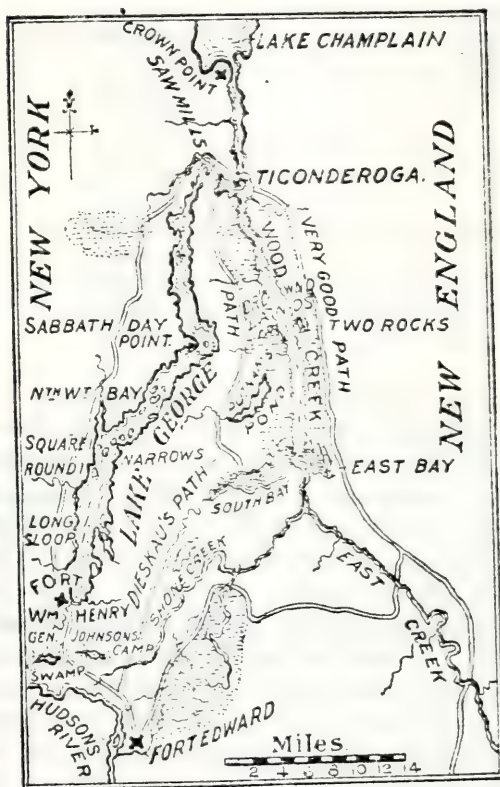 LAKE CHAMPLAIN
CROWN POINT
SAW MILLS
TICONDEROGA.
NEW YORK
NEW ENGLAND
WOOD CREEK
VERY GOOD PATH
PATH
TWO ROCKS
SABBATH DAY
POINT.
NTH WT BAY
LAKE GEORGE
SQUARE I
ROUND I
NARROWS
EAST BAY
SOUTH BAY
DIESKAU'S PATH
LONG I.
SLOOP I.
EAST CREEK
FORT
WM HENRY
GEN. JOHNSONS
CAMP
SWAMP
HUDSONS
RIVER
FORT EDWARD
Miles.
2 4 6 8 10 12 14